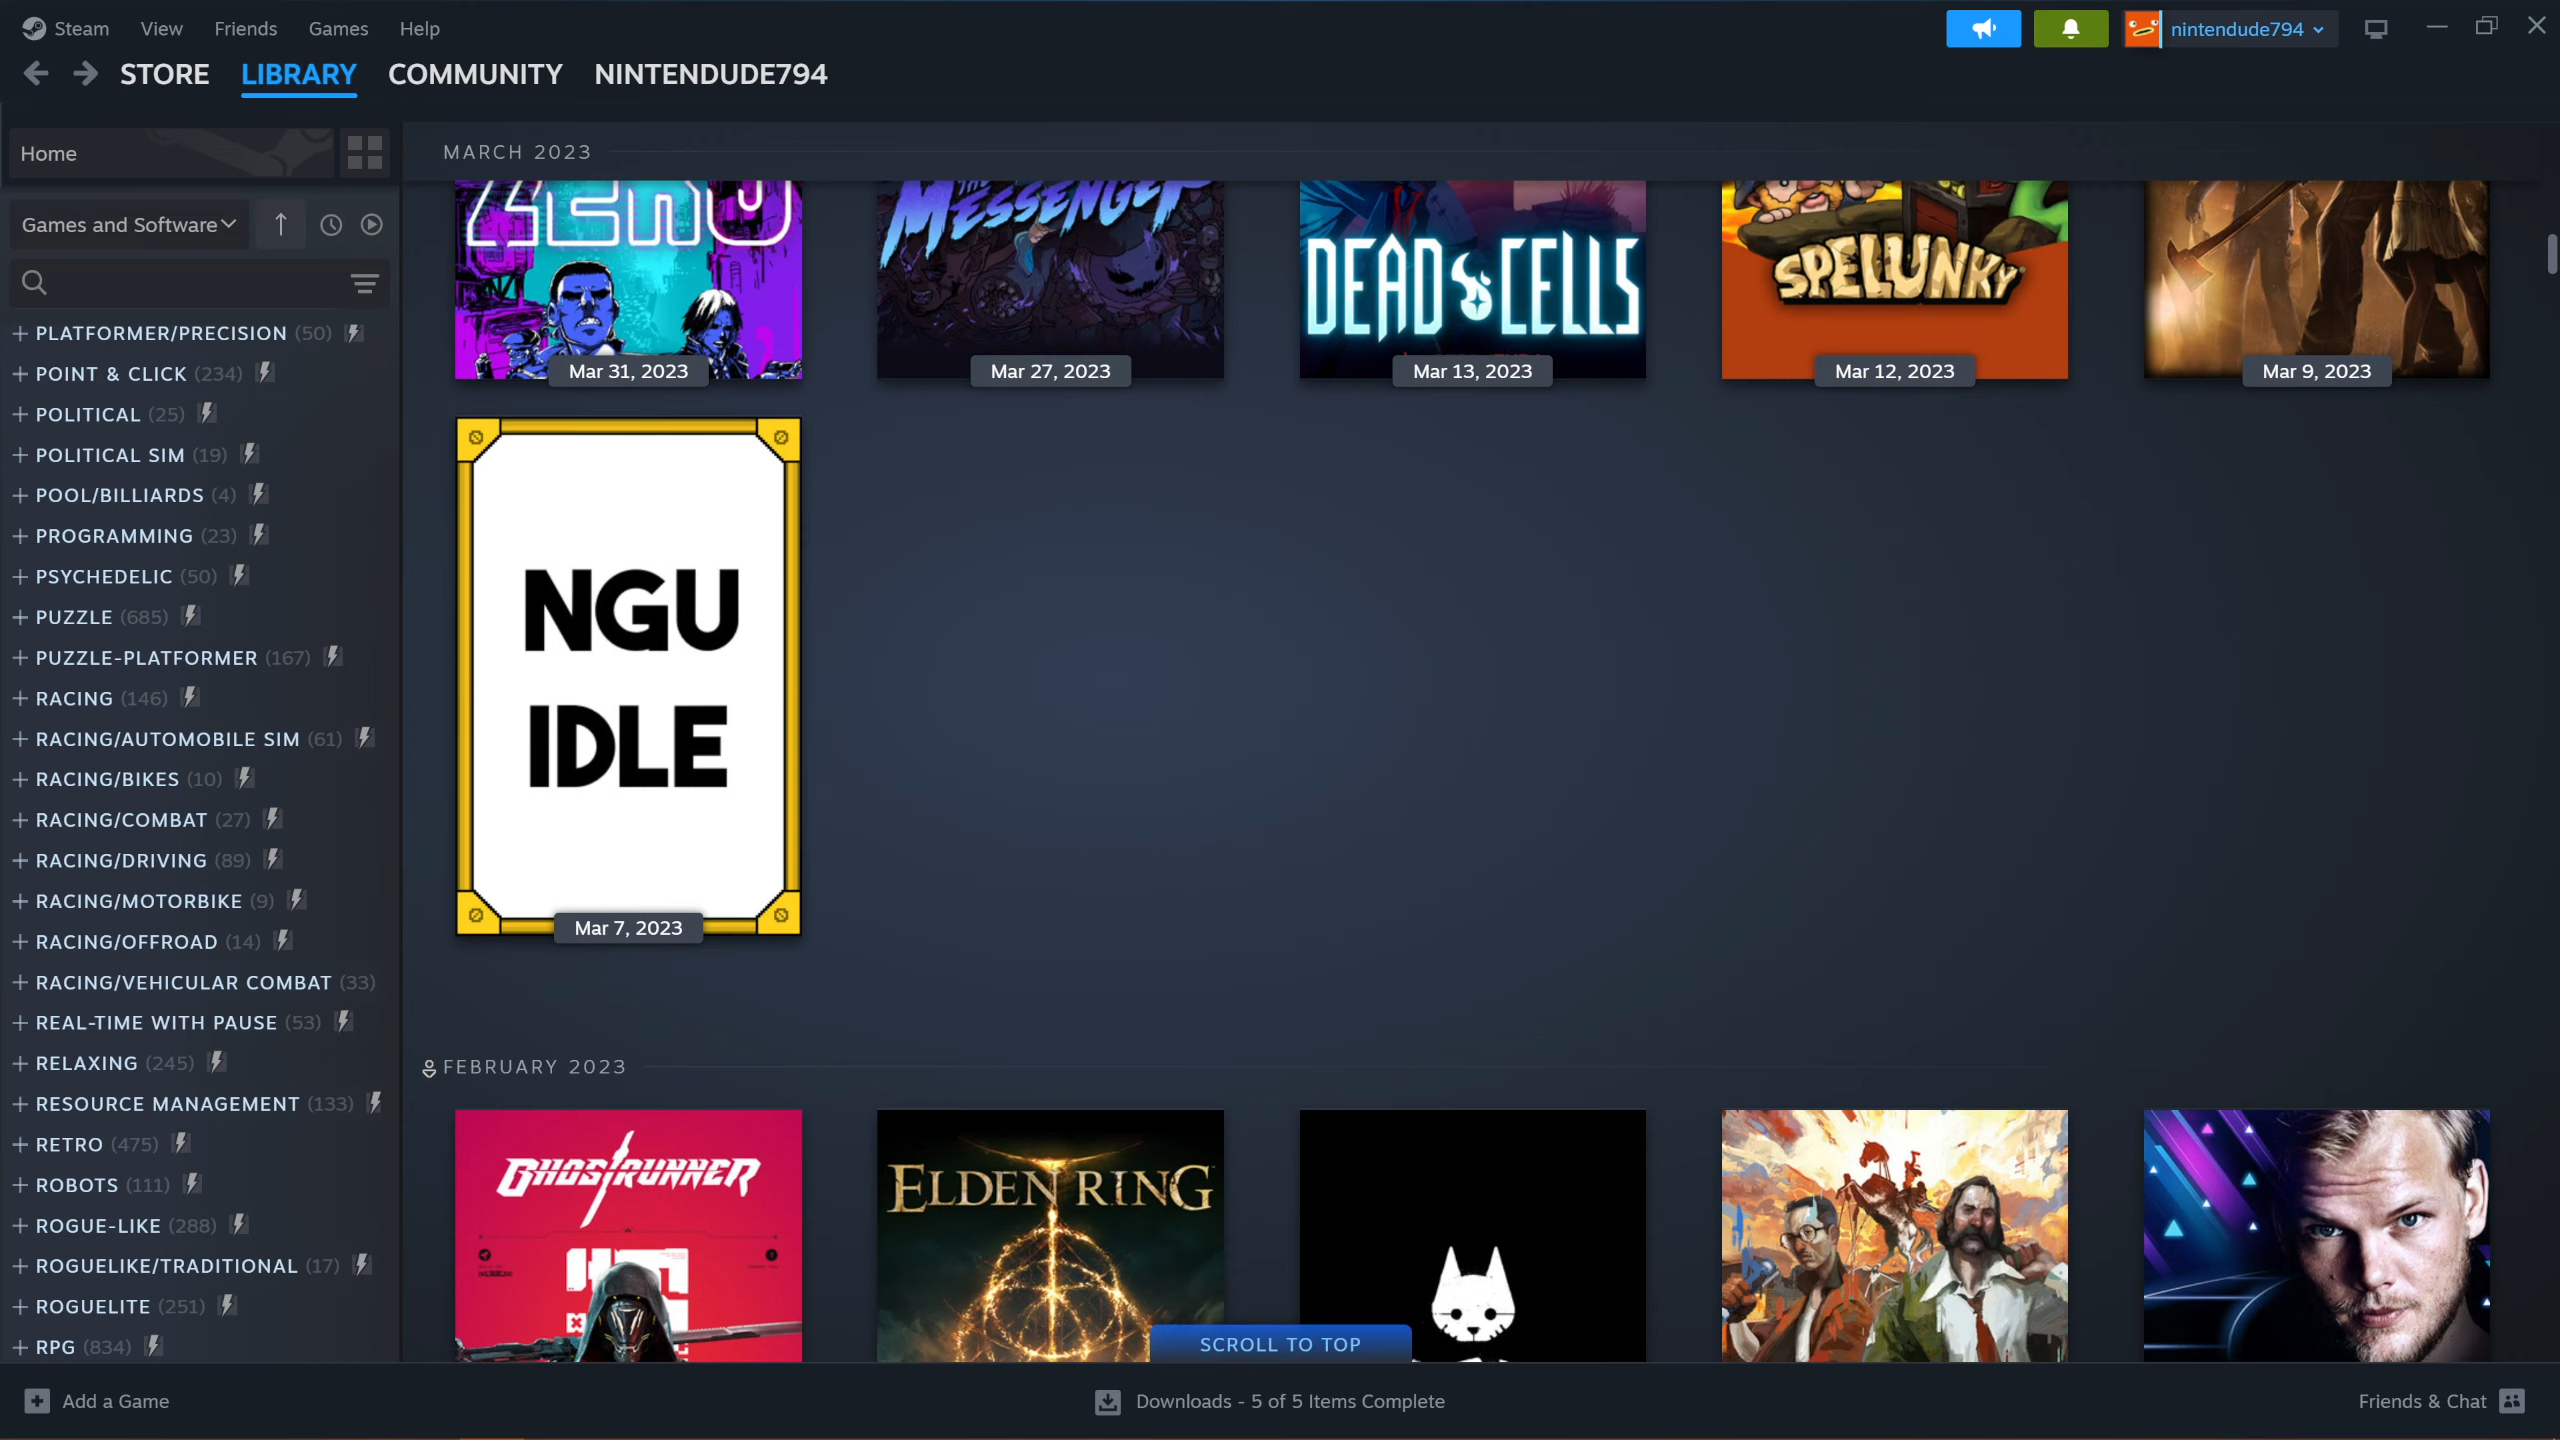 Steam View Friends Games Help
nintendude794
STORE LIBRARY COMMUNITY NINTENDUDE794
Home
Games and Software
PLATFORMER/PRECISION (50)
POINT & CLICK (234)
POLITICAL (25)
POLITICAL SIM (19)
POOL/BILLIARDS (4)
PROGRAMMING (23)
PSYCHEDELIC (50)
PUZZLE (685)
PUZZLE-PLATFORMER (167)
RACING (146)
RACING/AUTOMOBILE SIM (61)
RACING/BIKES (10)
RACING/COMBAT (27)
RACING/DRIVING (89)
RACING/MOTORBIKE (9)
RACING/OFFROAD (14)
RACING/VEHICULAR COMBAT (33)
REAL-TIME WITH PAUSE (53)
RELAXING (245)
RESOURCE MANAGEMENT (133)
RETRO (475)
ROBOTS (111)
ROGUE-LIKE (288)
ROGUELIKE/TRADITIONAL (17)
ROGUELITE (251)
RPG (834)
MARCH 2023
ZERO
THE MESSENGER
DEAD CELLS
SPELUNKY
Mar 31, 2023
Mar 27, 2023
Mar 13, 2023
Mar 12, 2023
Mar 9, 2023
NGU
IDLE
Mar 7, 2023
FEBRUARY 2023
GHOSTRUNNER
ELDEN RING
SCROLL TO TOP
Add a Game
Downloads - 5 of 5 Items Complete
Friends & Chat